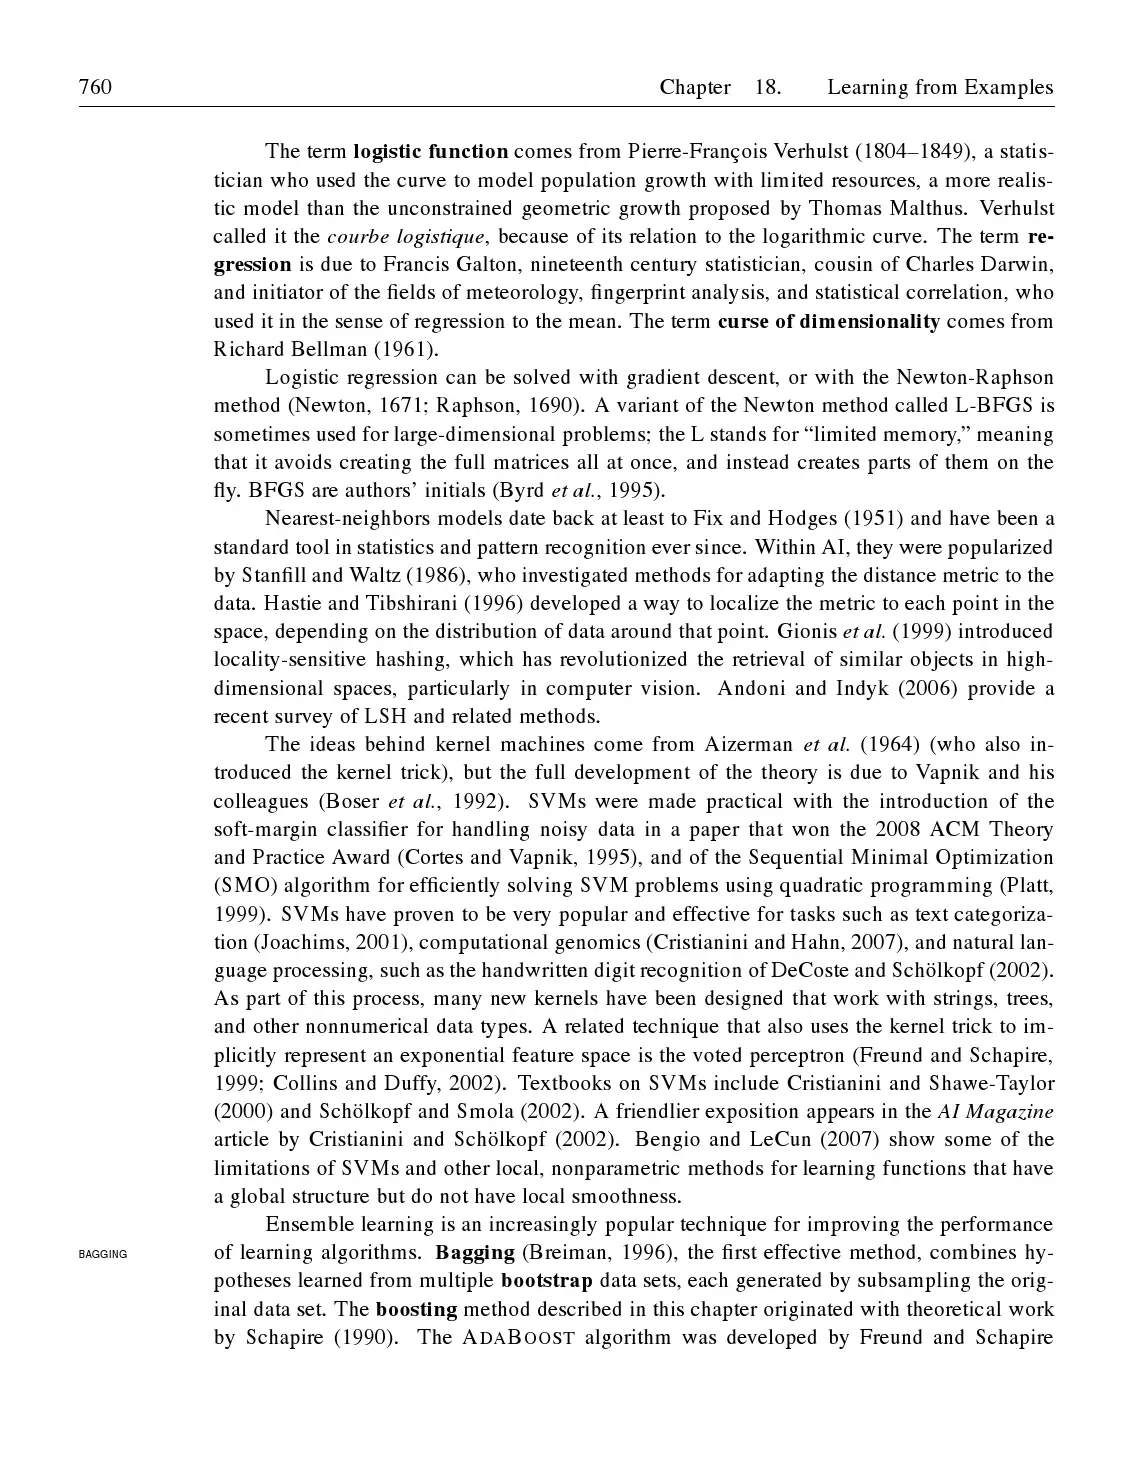 760 Chapter 18. Learning from Examples
The term logistic function comes from Pierre-François Verhulst (1804–1849), a statis-
tician who used the curve to model population growth with limited resources, a more realis-
tic model than the unconstrained geometric growth proposed by Thomas Malthus. Verhulst
called it the courbe logistique, because of its relation to the logarithmic curve. The term re-
gression is due to Francis Galton, nineteenth century statistician, cousin of Charles Darwin,
and initiator of the fields of meteorology, fingerprint analysis, and statistical correlation, who
used it in the sense of regression to the mean. The term curse of dimensionality comes from
Richard Bellman (1961).
Logistic regression can be solved with gradient descent, or with the Newton-Raphson
method (Newton, 1671; Raphson, 1690). A variant of the Newton method called L-BFGS is
sometimes used for large-dimensional problems; the L stands for “limited memory,” meaning
that it avoids creating the full matrices all at once, and instead creates parts of them on the
fly. BFGS are authors’ initials (Byrd et al., 1995).
Nearest-neighbors models date back at least to Fix and Hodges (1951) and have been a
standard tool in statistics and pattern recognition ever since. Within AI, they were popularized
by Stanfill and Waltz (1986), who investigated methods for adapting the distance metric to the
data. Hastie and Tibshirani (1996) developed a way to localize the metric to each point in the
space, depending on the distribution of data around that point. Gionis et al. (1999) introduced
locality-sensitive hashing, which has revolutionized the retrieval of similar objects in high-
dimensional spaces, particularly in computer vision. Andoni and Indyk (2006) provide a
recent survey of LSH and related methods.
The ideas behind kernel machines come from Aizerman et al. (1964) (who also in-
troduced the kernel trick), but the full development of the theory is due to Vapnik and his
colleagues (Boser et al., 1992). SVMs were made practical with the introduction of the
soft-margin classifier for handling noisy data in a paper that won the 2008 ACM Theory
and Practice Award (Cortes and Vapnik, 1995), and of the Sequential Minimal Optimization
(SMO) algorithm for efficiently solving SVM problems using quadratic programming (Platt,
1999). SVMs have proven to be very popular and effective for tasks such as text categoriza-
tion (Joachims, 2001), computational genomics (Cristianini and Hahn, 2007), and natural lan-
guage processing, such as the handwritten digit recognition of DeCoste and Schölkopf (2002).
As part of this process, many new kernels have been designed that work with strings, trees,
and other nonnumerical data types. A related technique that also uses the kernel trick to im-
plicitly represent an exponential feature space is the voted perceptron (Freund and Schapire,
1999; Collins and Duffy, 2002). Textbooks on SVMs include Cristianini and Shawe-Taylor
(2000) and Schölkopf and Smola (2002). A friendlier exposition appears in the AI Magazine
article by Cristianini and Schölkopf (2002). Bengio and LeCun (2007) show some of the
limitations of SVMs and other local, nonparametric methods for learning functions that have
a global structure but do not have local smoothness.
Ensemble learning is an increasingly popular technique for improving the performance
BAGGING of learning algorithms. Bagging (Breiman, 1996), the first effective method, combines hy-
potheses learned from multiple bootstrap data sets, each generated by subsampling the orig-
inal data set. The boosting method described in this chapter originated with theoretical work
by Schapire (1990). The ADABOOST algorithm was developed by Freund and Schapire